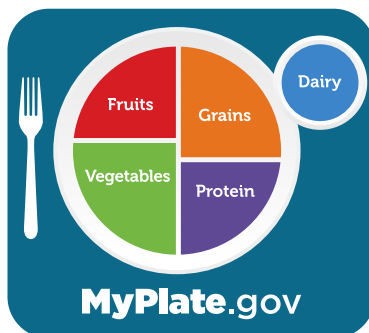 Fruits
Grains
Dairy
Vegetables
Protein
MyPlate.gov